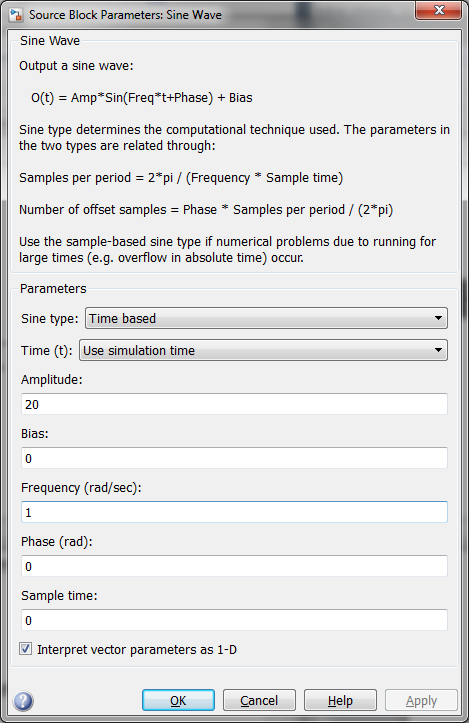 Source Block Parameters: Sine Wave
Sine Wave
Output a sine wave:
O(t) = Amp*Sin(Freq*t+Phase) + Bias
Sine type determines the computational technique used. The parameters in
the two types are related through:
Samples per period = 2*pi / (Frequency * Sample time)
Number of offset samples = Phase * Samples per period / (2*pi)
Use the sample-based sine type if numerical problems due to running for
large times (e.g. overflow in absolute time) occur.
Parameters
Sine type: Time based
Time (t): Use simulation time
Amplitude:
20
Bias:
0
Frequency (rad/sec):
1
Phase (rad):
0
Sample time:
0
Interpret vector parameters as 1-D
? OK Cancel Help Apply